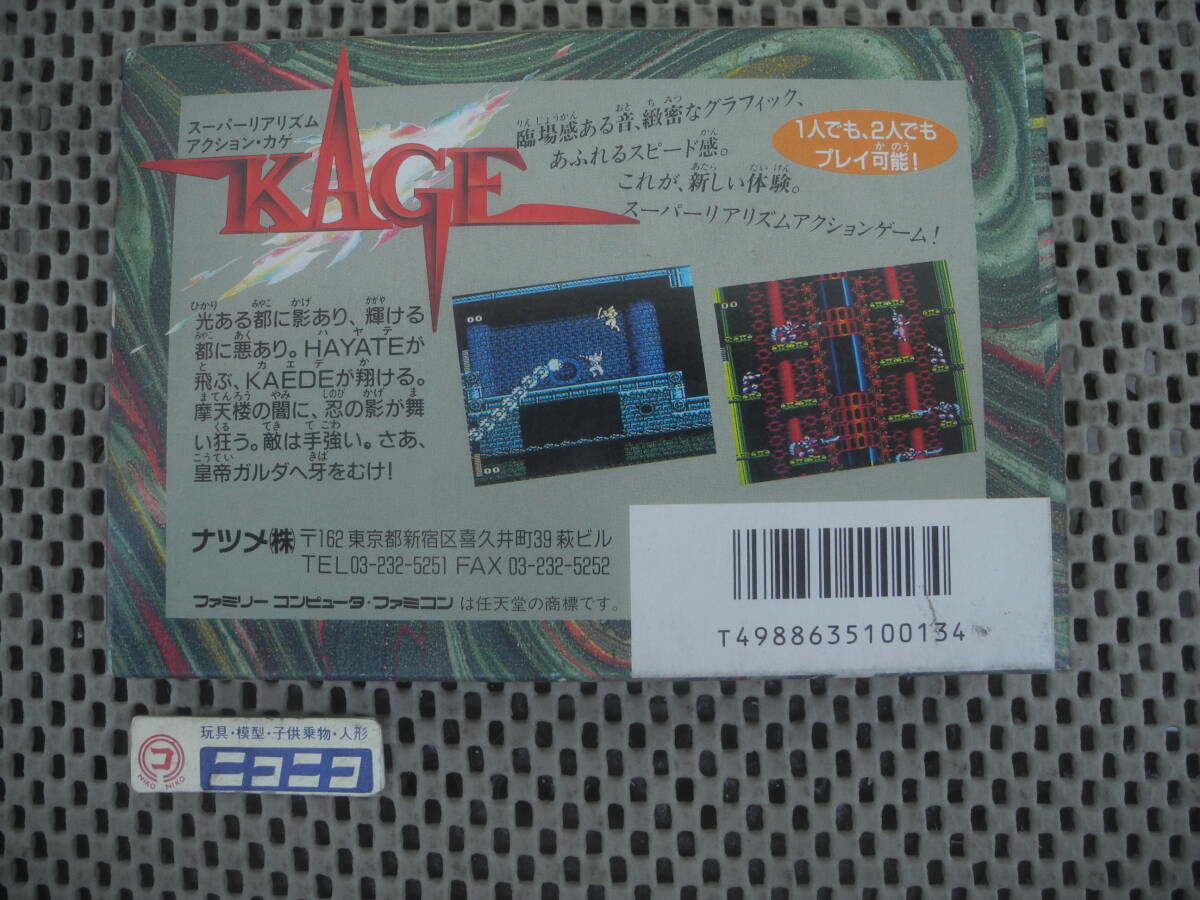 スーパーリアリズム
アクション・カゲ
KAGE
臨場感ある音、緻密なグラフィック、
あふれるスピード感。
これが、新しい体験。
スーパーリアリズムアクションゲーム!
1人でも、2人でも
プレイ可能!
光ある都に影あり、輝ける
都に悪あり。HAYATEが
飛ぶ、KAEDEが翔ける。
摩天楼の闇に、忍の影が舞
い狂う。敵は手強い。さあ、
皇帝ガルダへ牙をむけ!
00
00
00
ナツメ(株) 〒162 東京都新宿区喜久井町39 萩ビル
TEL03-232-5251 FAX 03-232-5252
ファミリー コンピュータ・ファミコン は任天堂の商標です。
T4988635100134
玩具・模型・子供乗物・人形
コ
NIKO NIKO
ニコニコ